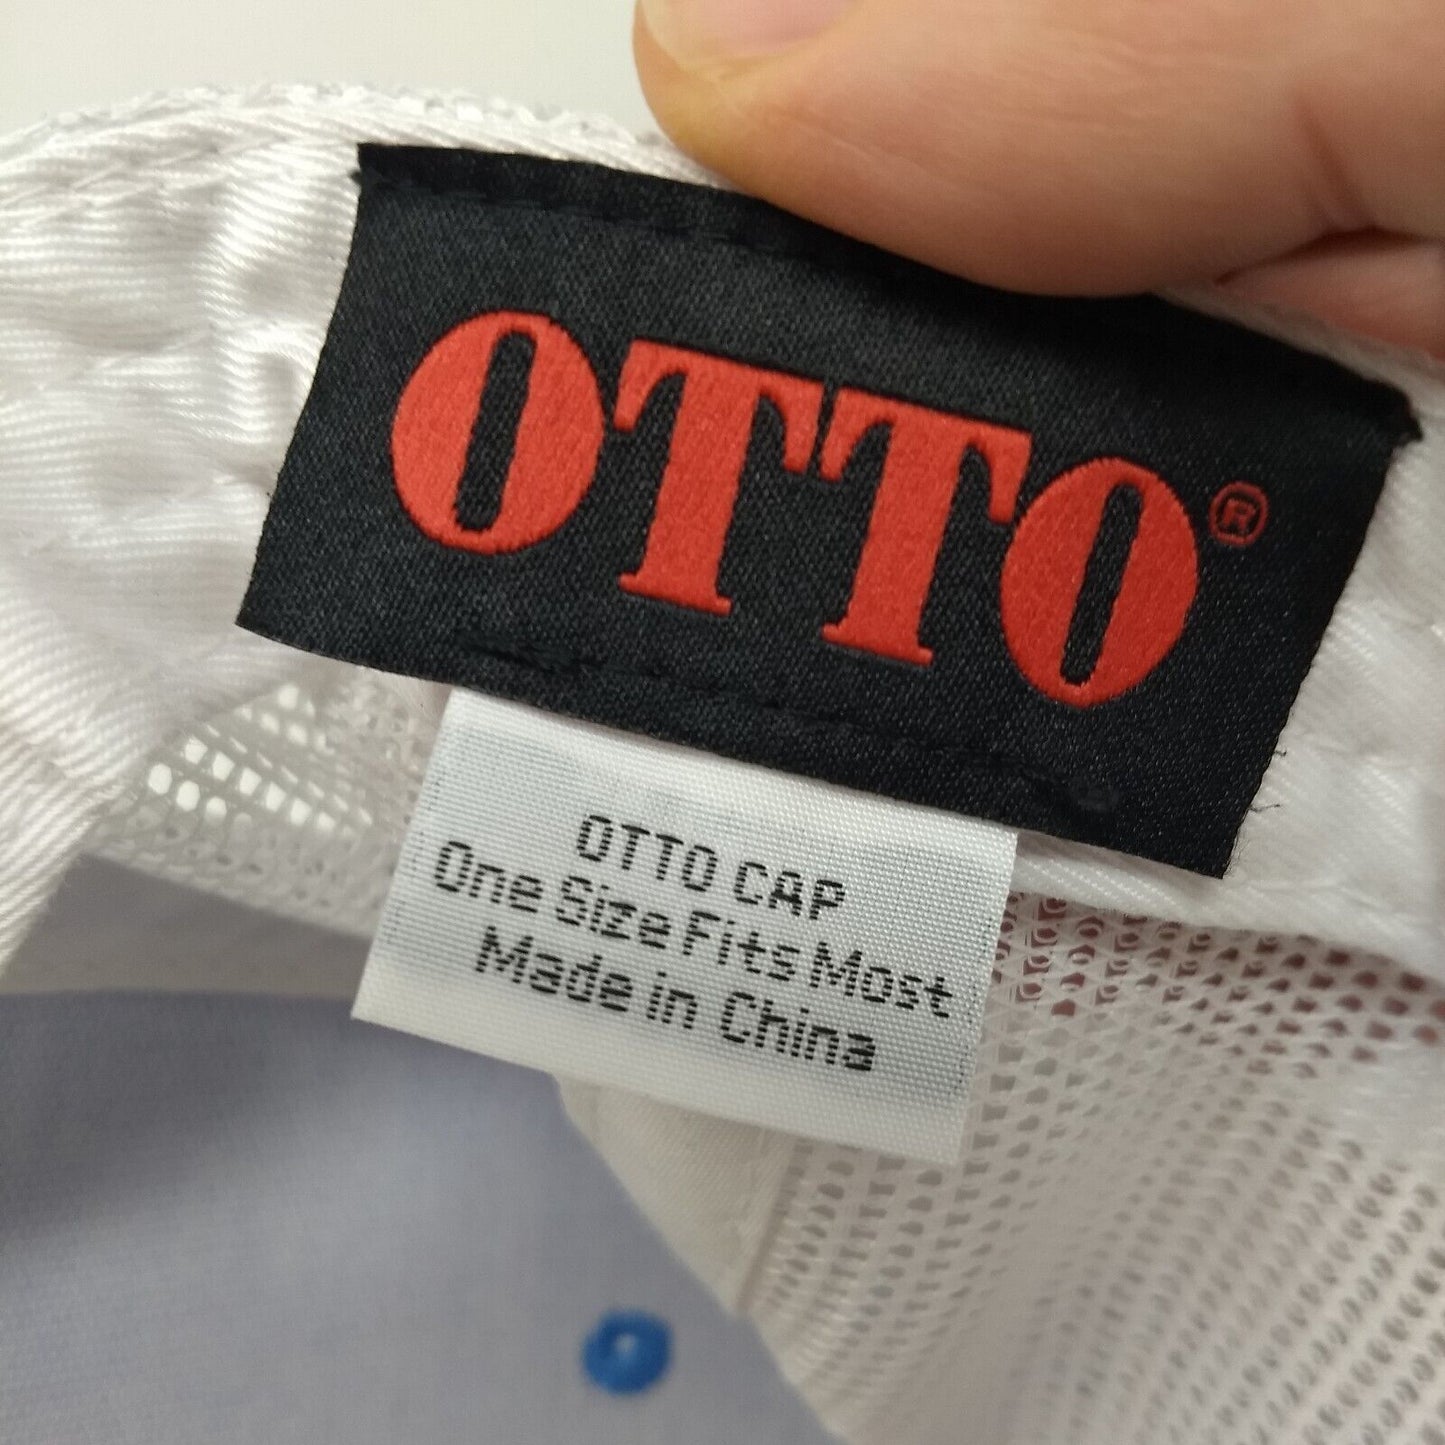 OTTO®
OTTO CAP
One Size Fits Most
Made in China